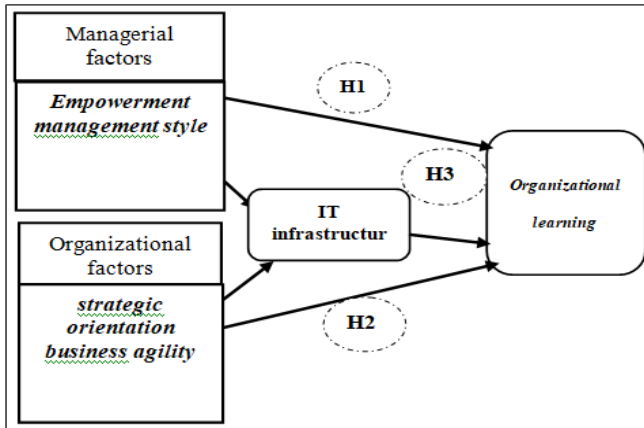 Managerial
factors
Empowerment
management style
H1
H3
IT
infrastructur
Organizational
learning
Organizational
factors
strategic
orientation
business agility
H2